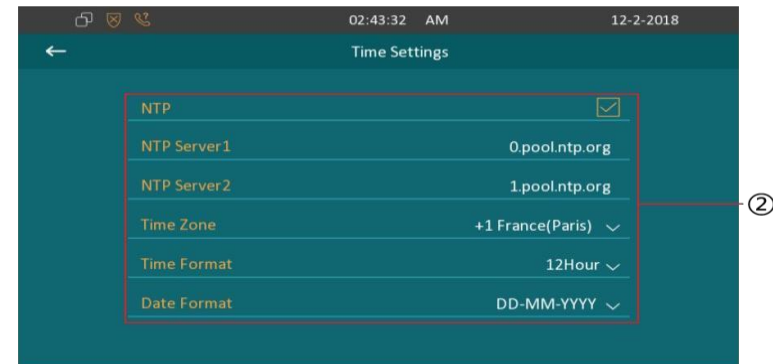 02:43:32 AM 12-2-2018
Time Settings
NTP
NTP Server1 0.pool.ntp.org
NTP Server2 1.pool.ntp.org
Time Zone +1 France(Paris)
Time Format 12Hour
Date Format DD-MM-YYYY
②